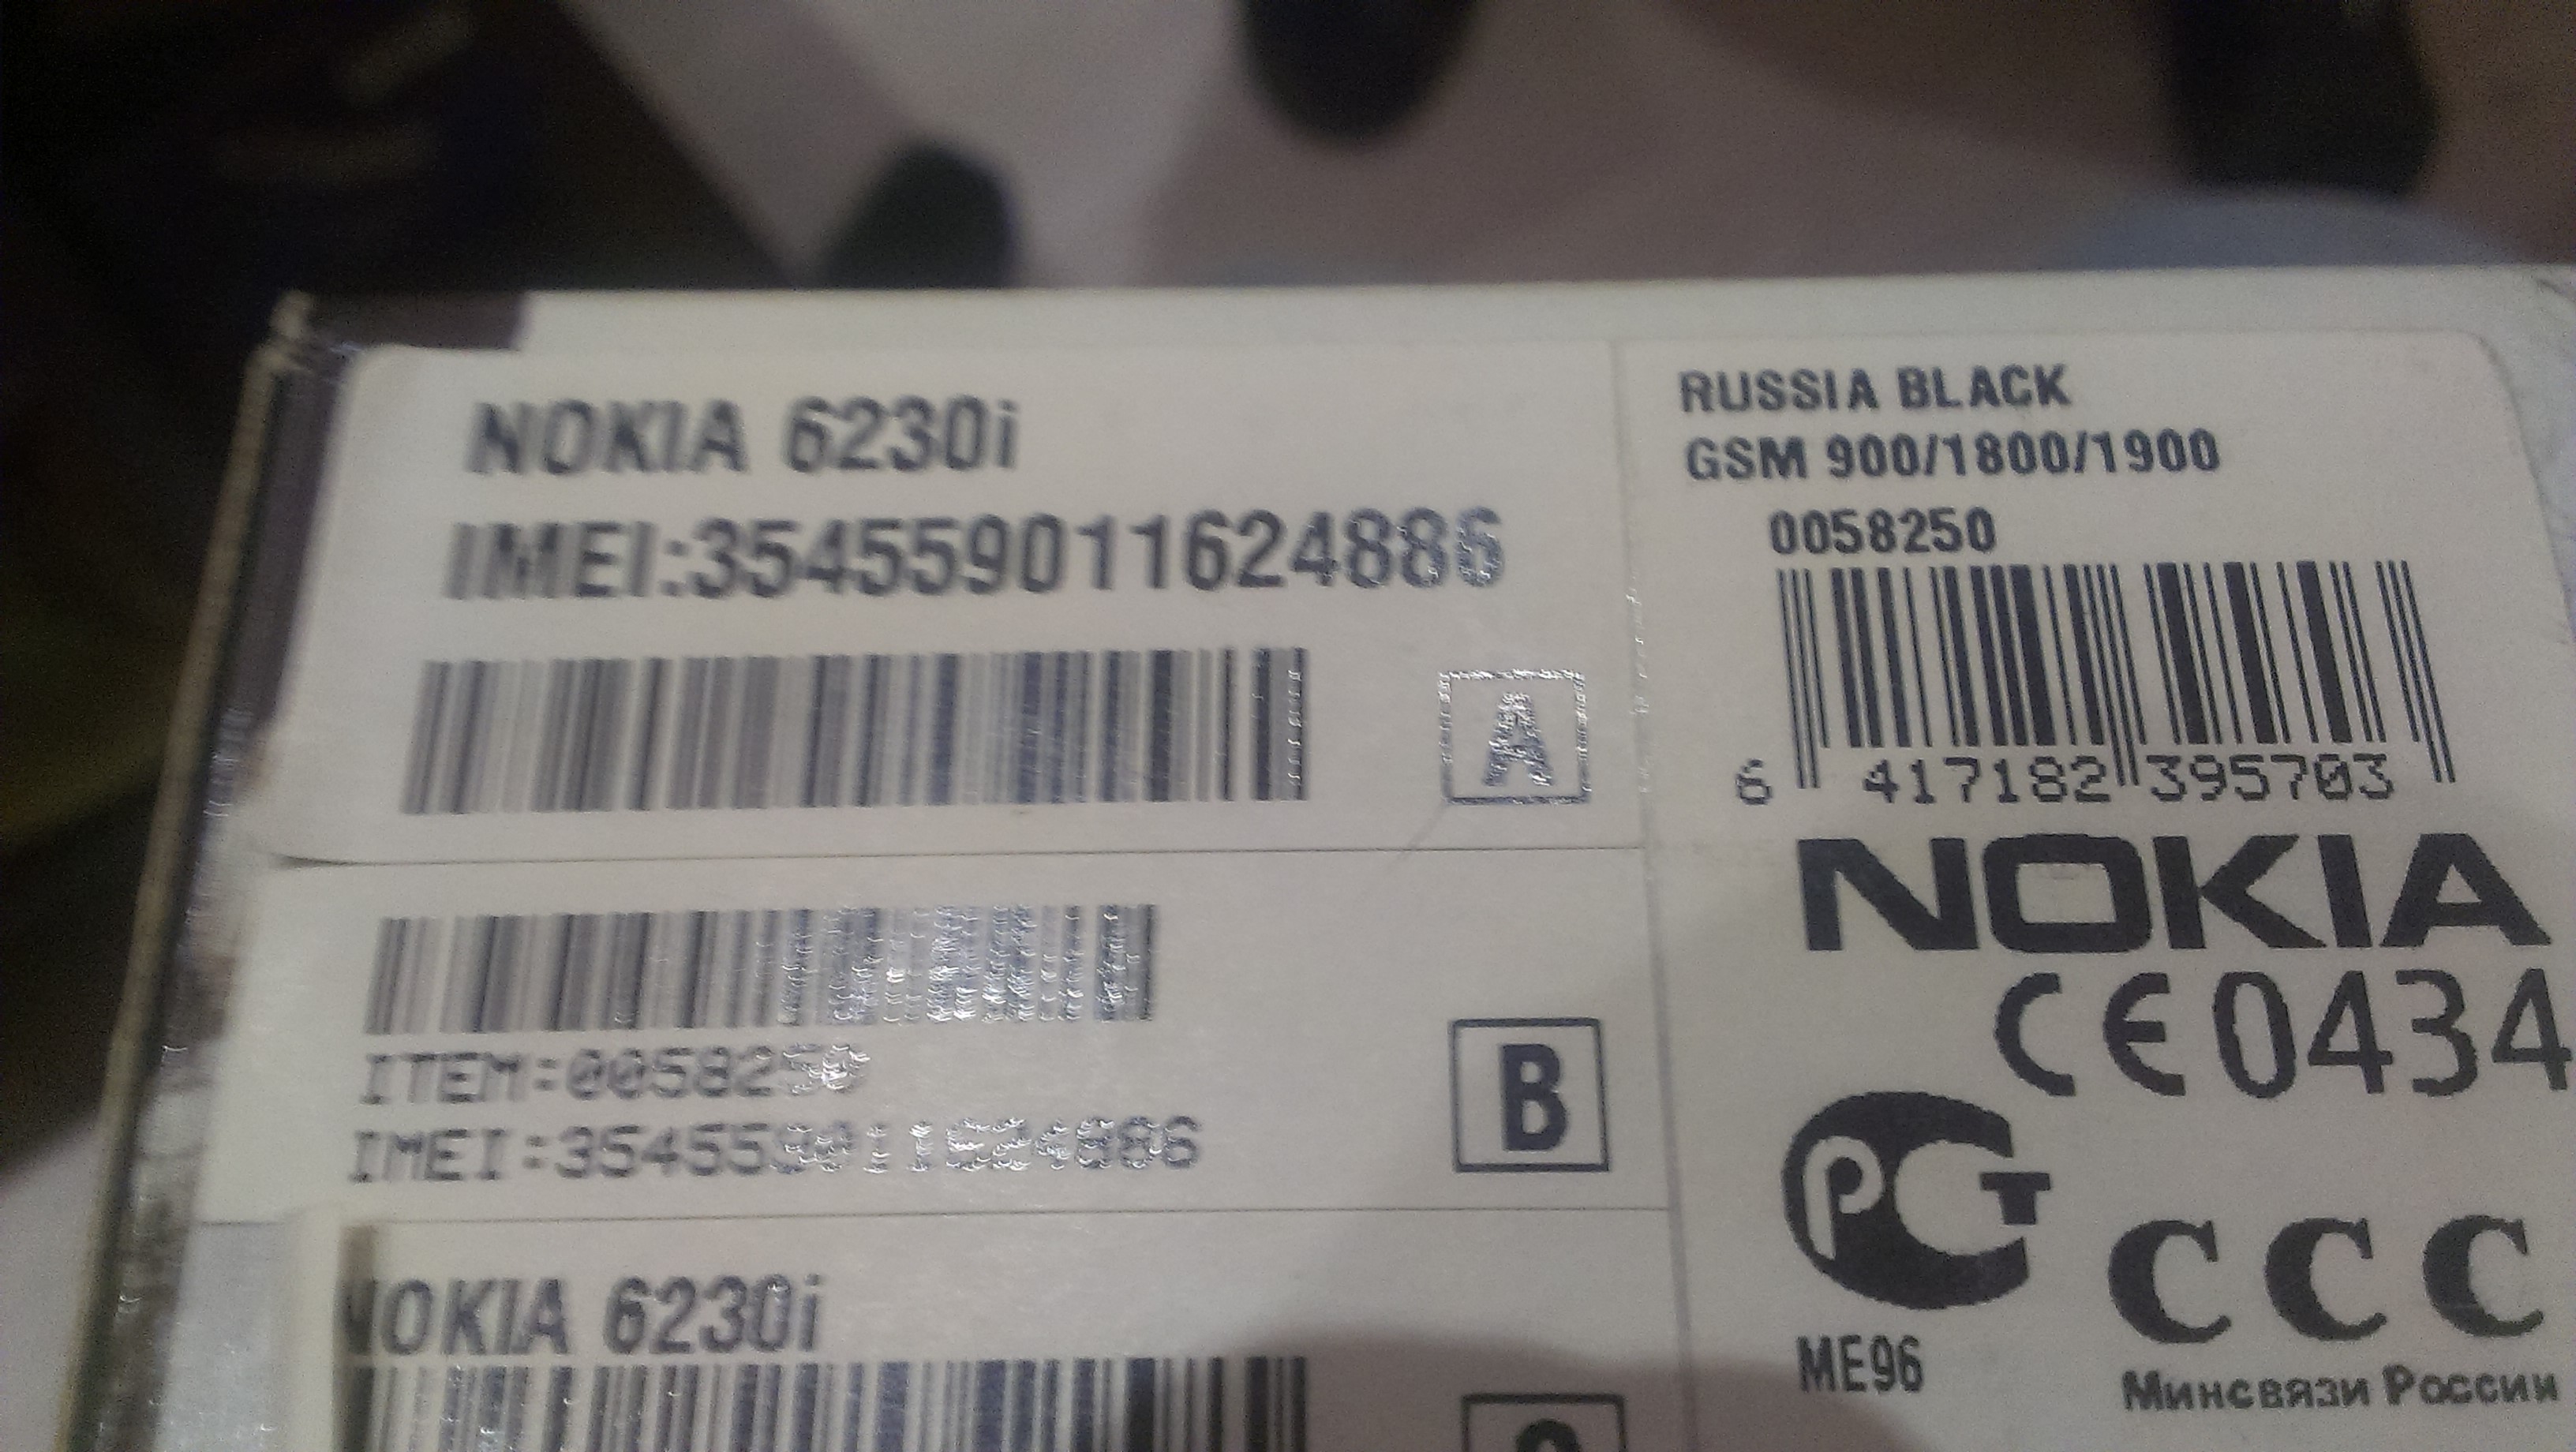 NOKIA 6230i
IMEI:354559011624886
A
ITEM:0058250
IMEI:354559011624886
B
NOKIA 6230i
RUSSIA BLACK
GSM 900/1800/1900
0058250
6 417182 395703
NOKIA
CE0434
РСТ
ME96
CCC
Минсвязи России